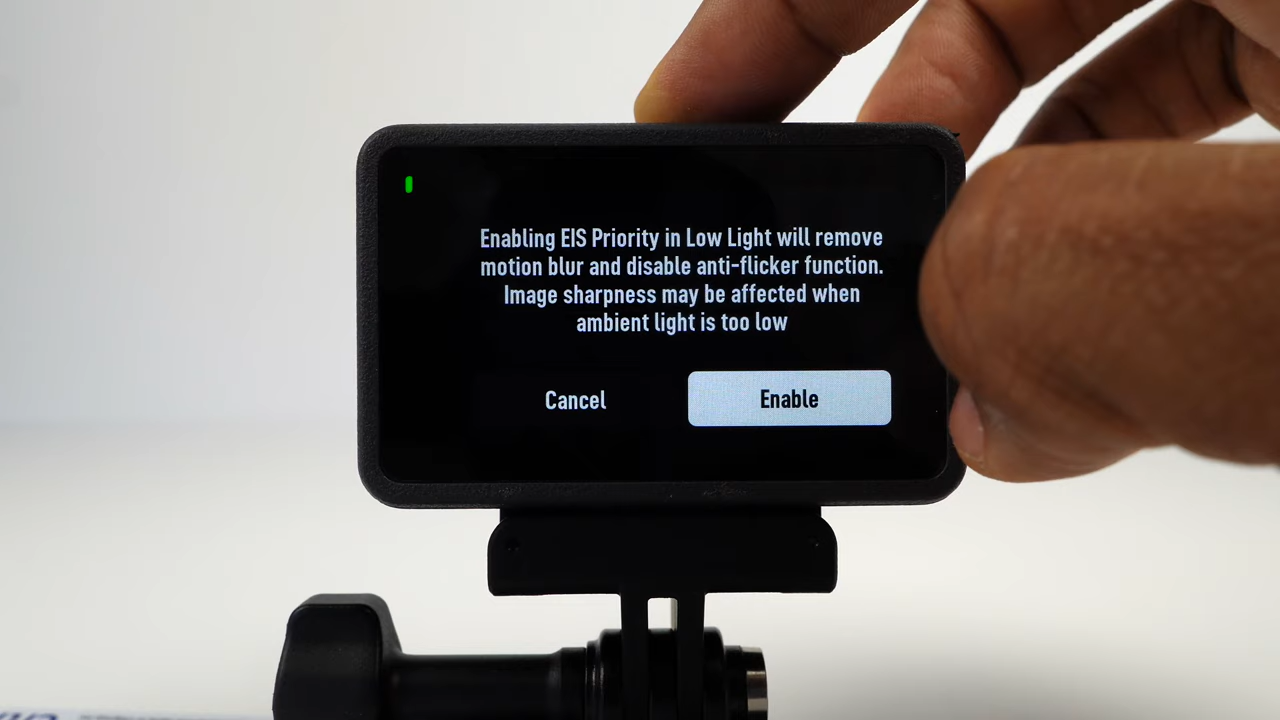 Enabling EIS Priority in Low Light will remove
motion blur and disable anti-flicker function.
Image sharpness may be affected when
ambient light is too low
Cancel
Enable